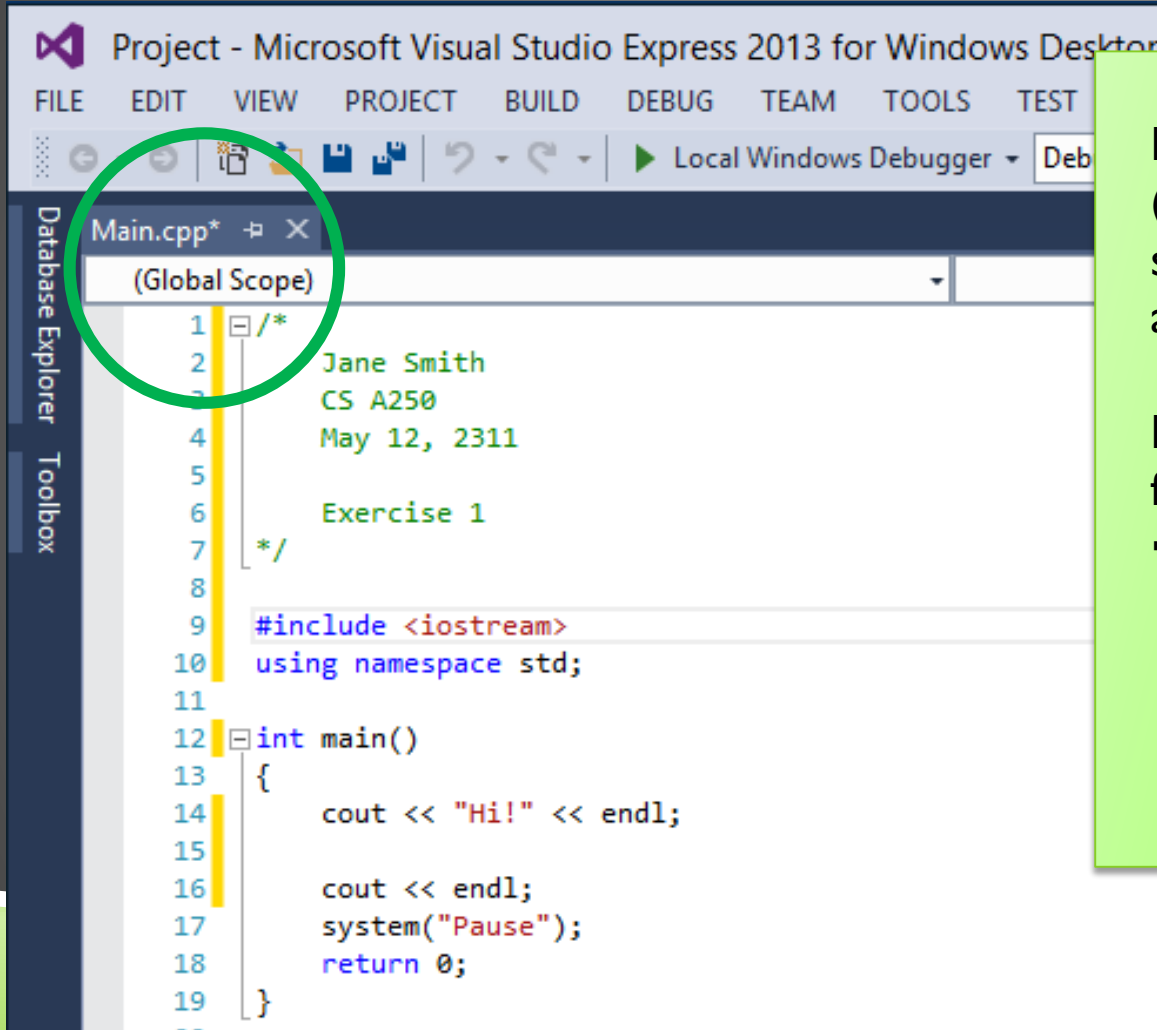 Project - Microsoft Visual Studio Express 2013 for Windows
FILE EDIT VIEW PROJECT BUILD DEBUG TEAM TOOLS TEST
Local Windows Debugger
Main.cpp*
(Global Scope)
Database Explorer
Toolbox
1 /*
2 Jane Smith
3 CS A250
4 May 12, 2311
5
6 Exercise 1
7 */
8
9 #include <iostream>
10 using namespace std;
11
12 int main()
13 {
14 cout << "Hi!" << endl;
15
16 cout << endl;
17 system("Pause");
18 return 0;
19 }